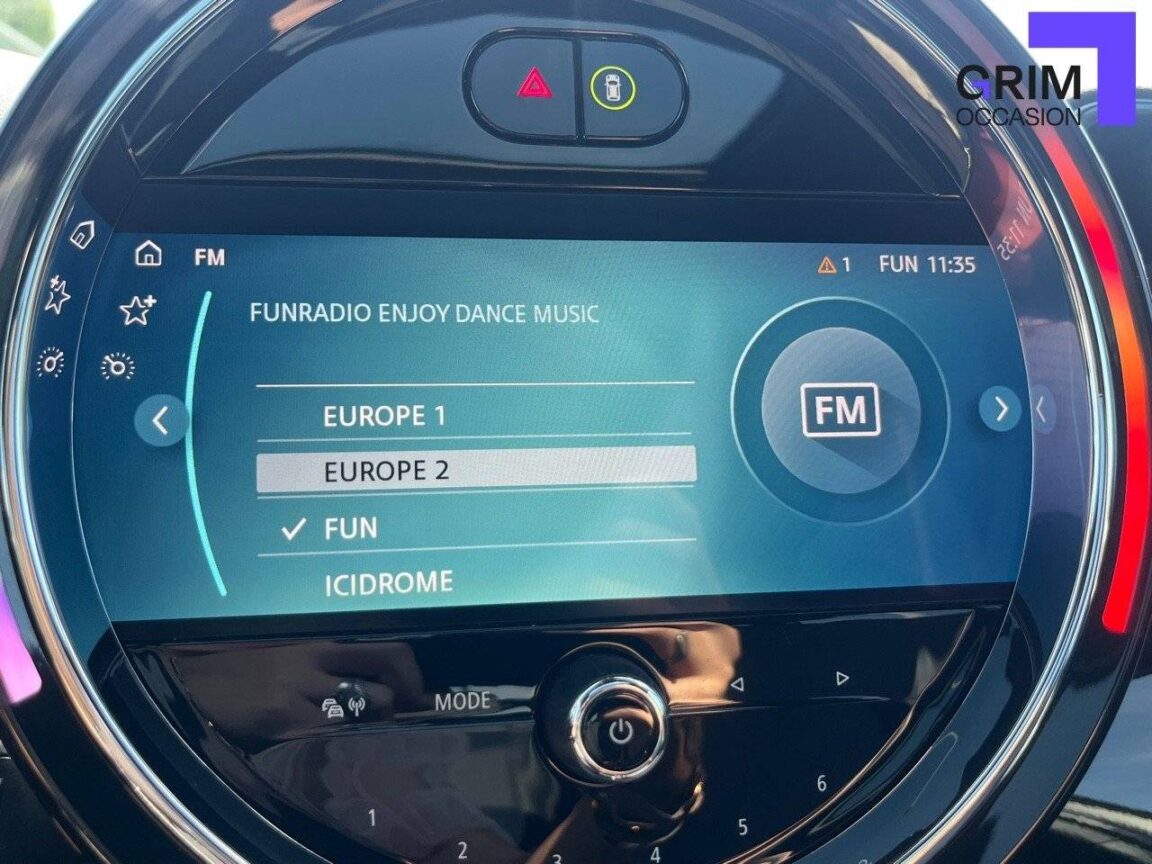 GRIM
OCCASION
FM
1 FUN 11:35
FUNRADIO ENJOY DANCE MUSIC
EUROPE 1
EUROPE 2
FM
FUN
ICIDROME
MODE
1
2
3
4
5
6